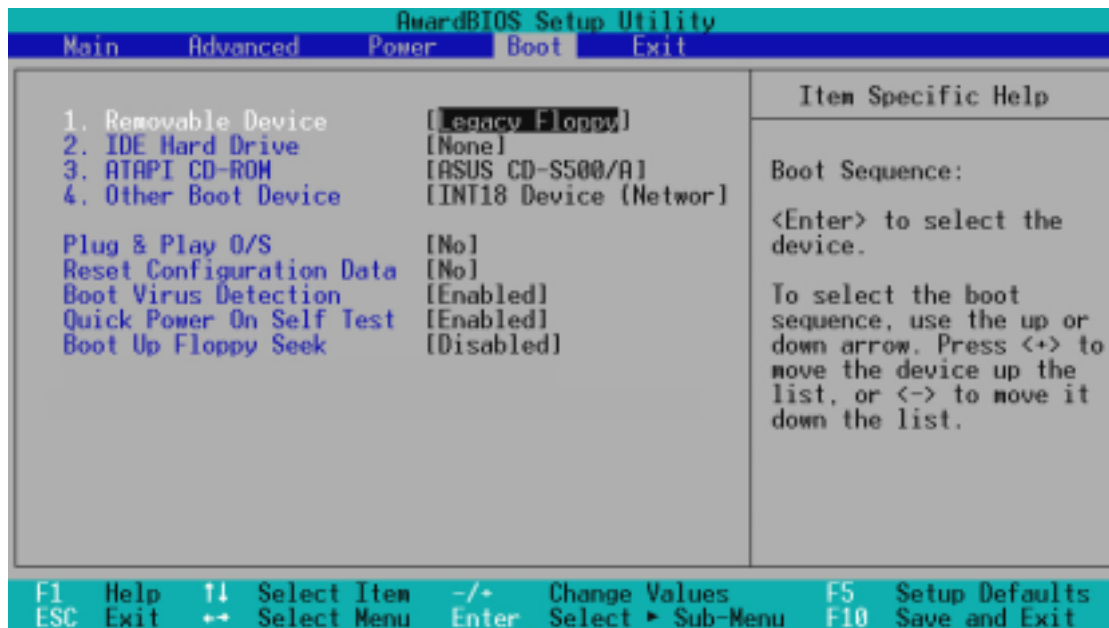 AwardBIOS Setup Utility
Main Advanced Power Boot Exit
1. Removable Device [Legacy Floppy]
2. IDE Hard Drive [None]
3. ATAPI CD-ROM [ASUS CD-S500/A]
4. Other Boot Device [INT18 Device (Networ]
Plug & Play O/S [No]
Reset Configuration Data [No]
Boot Virus Detection [Enabled]
Quick Power On Self Test [Enabled]
Boot Up Floppy Seek [Disabled]
Item Specific Help
Boot Sequence:
<Enter> to select the
device.
To select the boot
sequence, use the up or
down arrow. Press <+> to
move the device up the
list, or <-> to move it
down the list.
F1 Help ↑↓ Select Item -/+ Change Values F5 Setup Defaults
ESC Exit ←→ Select Menu Enter Select ► Sub-Menu F10 Save and Exit